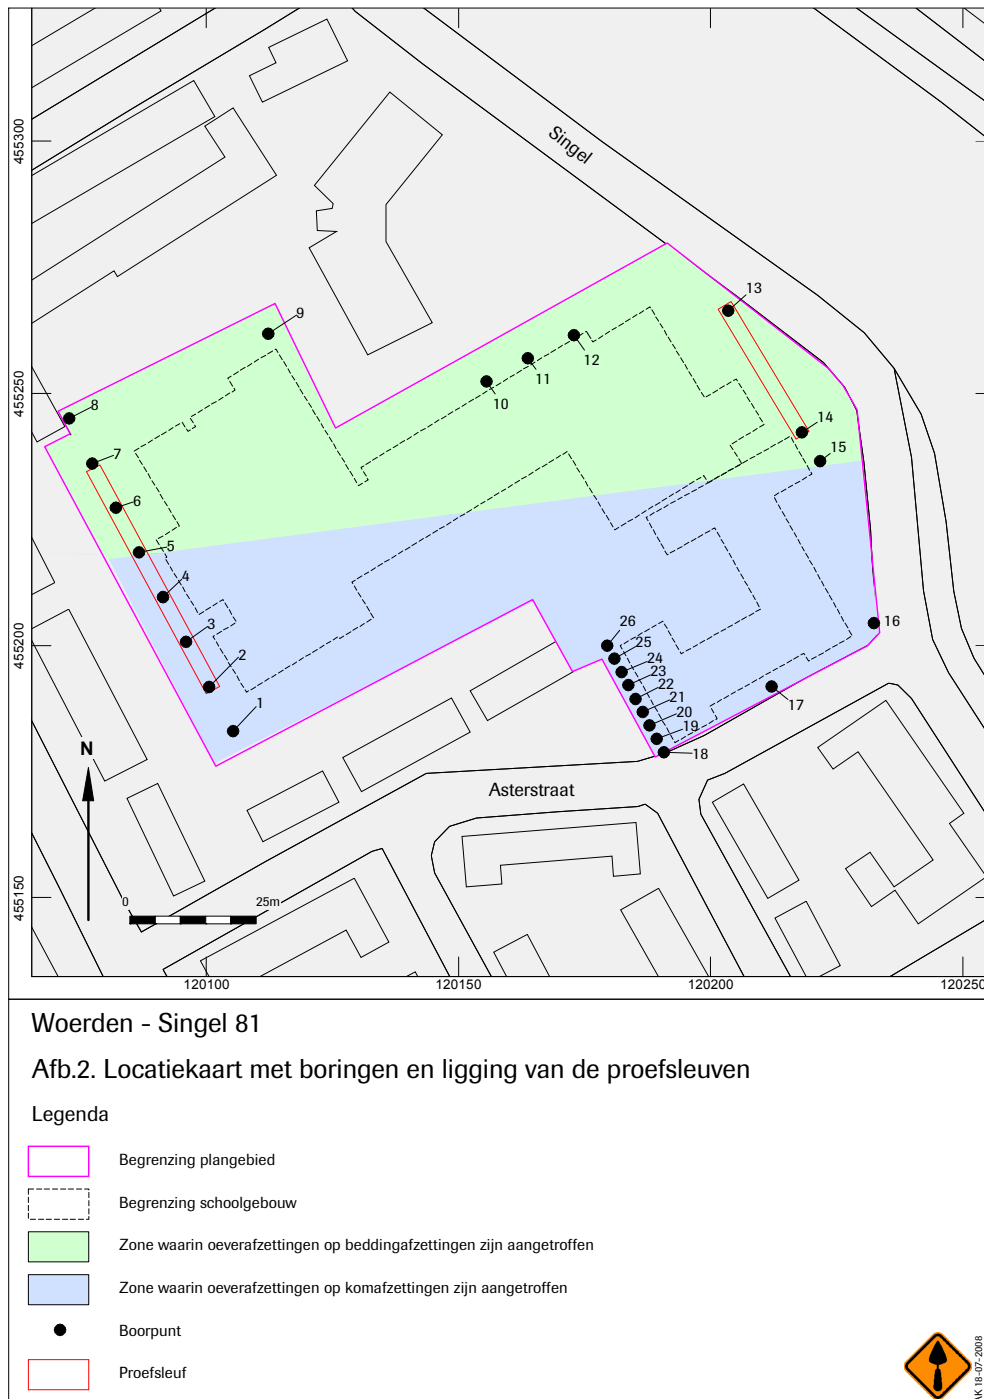 455300
455250
455200
455150
Singel
13
9
12
11
10
14
8
15
7
6
5
4
3
2
1
16
26
25
24
23
22
21
20
19
18
17
N
Asterstraat
0 25m
120100 120150 120200 120250
Woerden - Singel 81
Afb.2. Locatiekaart met boringen en ligging van de proefsleuven
Legenda
Begrenzing plangebied
Begrenzing schoolgebouw
Zone waarin oeverafzettingen op beddingafzettingen zijn aangetroffen
Zone waarin oeverafzettingen op komafzettingen zijn aangetroffen
Boorpunt
Proefsleuf
18-07-2008